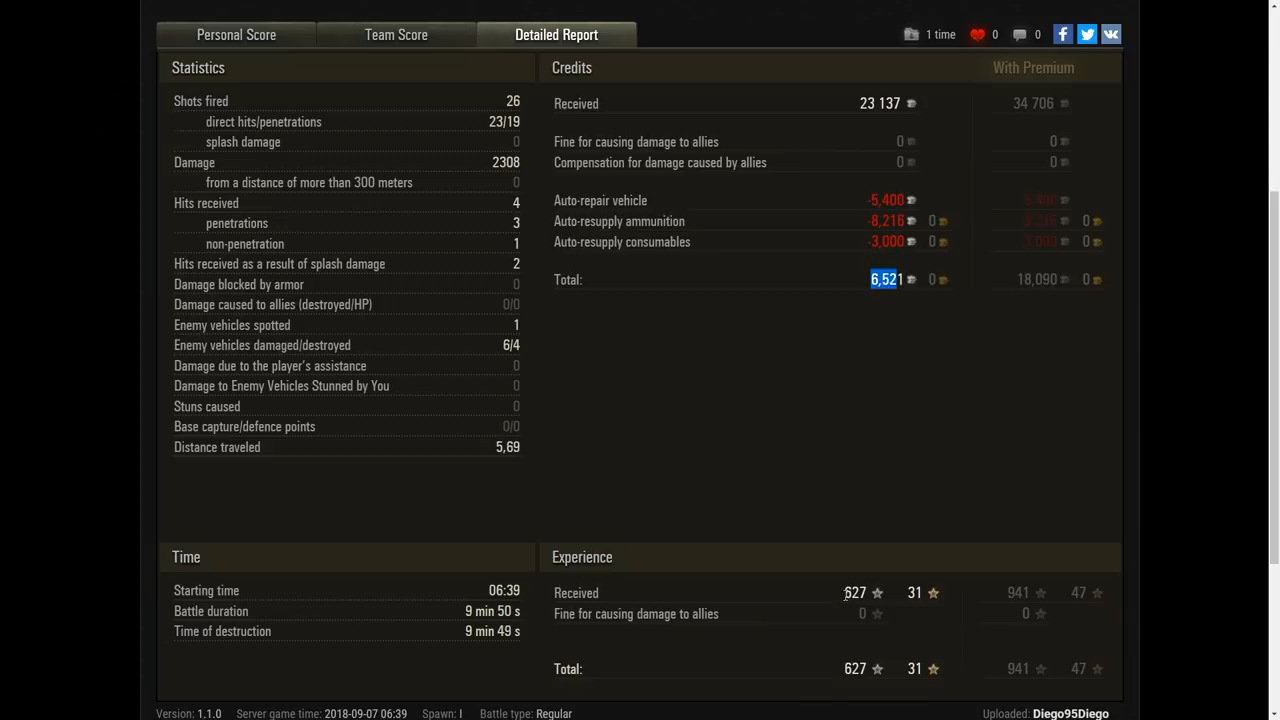 Personal Score Team Score Detailed Report 1 time 0 0
Statistics
Shots fired 26
direct hits/penetrations 23/19
splash damage 0
Damage 2308
from a distance of more than 300 meters 0
Hits received 4
penetrations 3
non-penetration 1
Hits received as a result of splash damage 2
Damage blocked by armor 0
Damage caused to allies (destroyed/HP) 0/0
Enemy vehicles spotted 1
Enemy vehicles damaged/destroyed 6/4
Damage due to the player's assistance 0
Damage to Enemy Vehicles Stunned by You 0
Stuns caused 0
Base capture/defence points 0/0
Distance traveled 5,69
Credits With Premium
Received 23 137 34 706
Fine for causing damage to allies 0 0
Compensation for damage caused by allies 0 0
Auto-repair vehicle -5,400
Auto-resupply ammunition -8,216 0 0
Auto-resupply consumables -3,000 0 0
Total: 6,521 0 18,090 0
Time
Starting time 06:39
Battle duration 9 min 50 s
Time of destruction 9 min 49 s
Experience
Received 627 31 941 47
Fine for causing damage to allies 0 0
Total: 627 31 941 47
Version: 1.1.0 Server game time: 2018-09-07 06:39 Spawn: I Battle type: Regular Uploaded: Diego95Diego